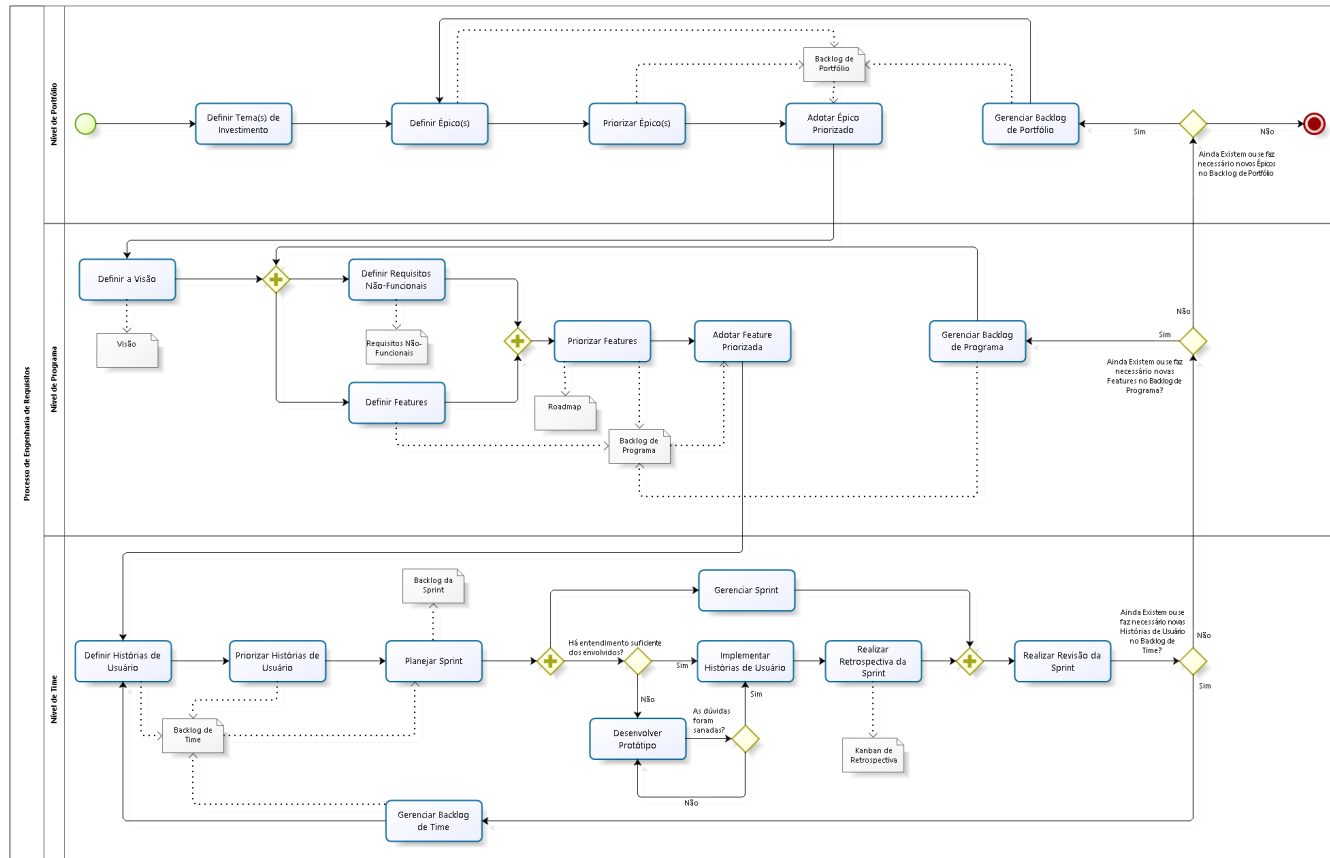 Processo de Engenharia de Requisitos
Nível de Portfólio
Backlog de
Portfólio
Definir Tema(s) de
Investimento
Definir Épico(s)
Priorizar Épico(s)
Adotar Épico
Priorizado
Gerenciar Backlog
de Portfólio
Sim
Não
Ainda Existem ou se faz
necessário novos Épicos
no Backlog de Portfólio
Nível de Programa
Definir a Visão
Visão
Definir Requisitos
Não-Funcionais
Requisitos Não-
Funcionais
Definir Features
Priorizar Features
Roadmap
Backlog de
Programa
Adotar Feature
Priorizada
Gerenciar Backlog
de Programa
Não
Sim
Ainda Existem ou se faz
necessário novas
Features no Backlog de
Programa?
Nível de Time
Backlog da
Sprint
Gerenciar Sprint
Definir Histórias de
Usuário
Priorizar Histórias de
Usuário
Planejar Sprint
Há entendimento suficiente
dos envolvidos?
Sim
Não
Implementar
Histórias de Usuário
Realizar
Retrospectiva da
Sprint
Realizar Revisão da
Sprint
Ainda Existem ou se
faz necessário novas
Histórias de Usuário
no Backlog de
Time?
Não
Sim
Backlog de
Time
Desenvolver
Protótipo
As dúvidas
foram
sanadas?
Sim
Não
Kanban de
Retrospectiva
Gerenciar Backlog
de Time